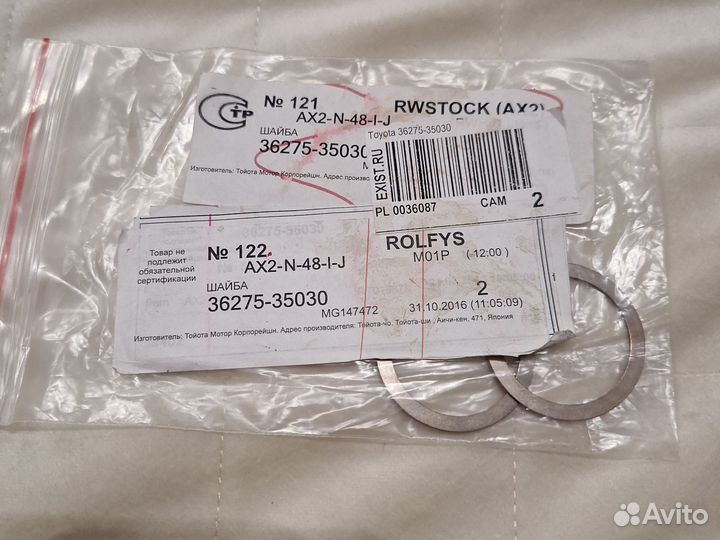 № 121
RWSTOCK (AX2)
AX2-N-48-I-J
ШАЙБА
36275-35030
Изготовитель: Тойота Мотор Корпорейшн. Адрес
Toyota 36275-35030
EXIST.RU
PL 0036087
САМ
2
36275-35030
Товар не
подлежит
обязательной
сертификации
№ 122
AX2-N-48-I-J
ROLFYS
M01P
(-12:00 )
ШАЙБА
36275-35030
2
MG147472
31.10.2016 (11:05:09)
Изготовитель: Тойота Мотор Корпорейшн. Адрес производителя: Тойота-чо. Тойота-ши , Аичи-кен, 471, Япония
Avito